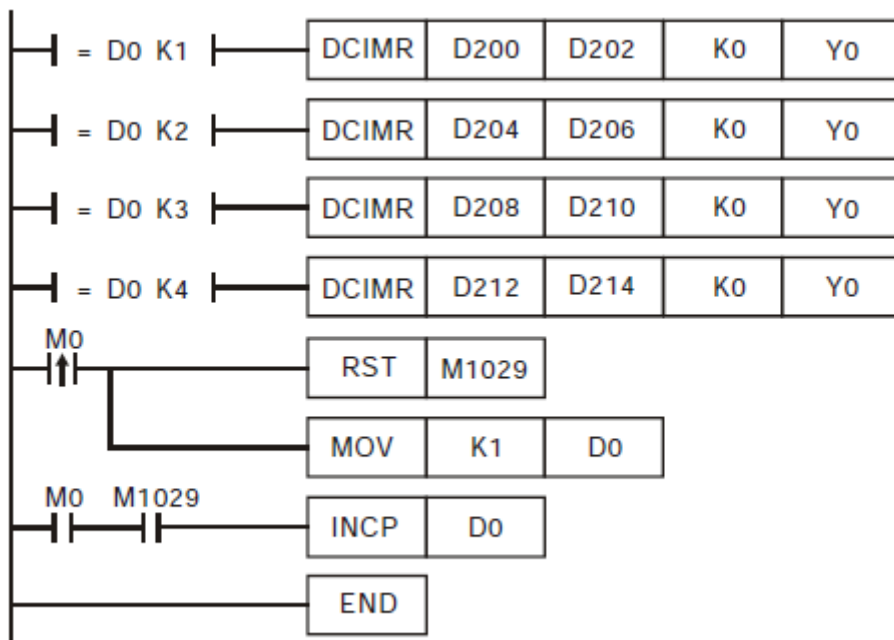 = D0 K1 DCIMR D200 D202 K0 Y0
= D0 K2 DCIMR D204 D206 K0 Y0
= D0 K3 DCIMR D208 D210 K0 Y0
= D0 K4 DCIMR D212 D214 K0 Y0
M0
RST M1029
MOV K1 D0
M0 M1029
INCP D0
END